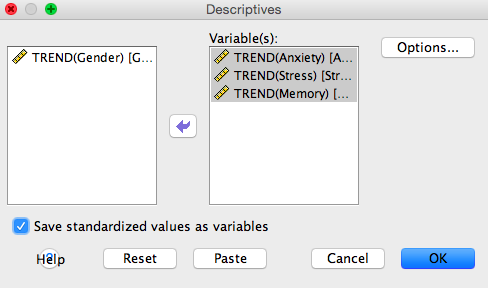 Descriptives
Variable(s):
TREND(Gender) [G...
TREND(Anxiety) [A...
TREND(Stress) [Str...
TREND(Memory) [...
Options...
Save standardized values as variables
Help
Reset
Paste
Cancel
OK